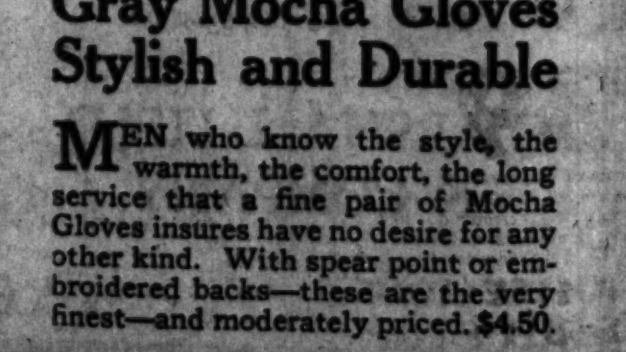 Gray Mocha Gloves
Stylish and Durable
MEN who know the style, the
warmth, the comfort, the long
service that a fine pair of Mocha
Gloves insures have no desire for any
other kind. With spear point or em-
broidered backs—these are the very
finest—and moderately priced. $4.50.